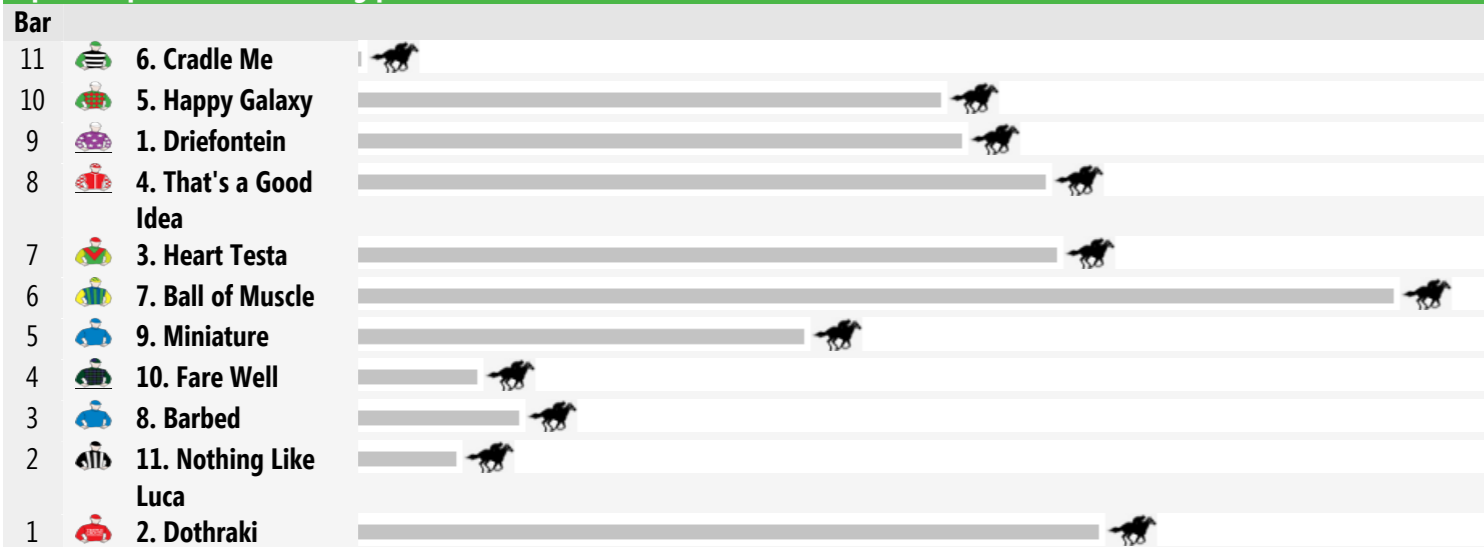 Bar
11 6. Cradle Me
10 5. Happy Galaxy
9 1. Driefontein
8 4. That's a Good
Idea
7 3. Heart Testa
6 7. Ball of Muscle
5 9. Miniature
4 10. Fare Well
3 8. Barbed
2 11. Nothing Like
Luca
1 2. Dothraki